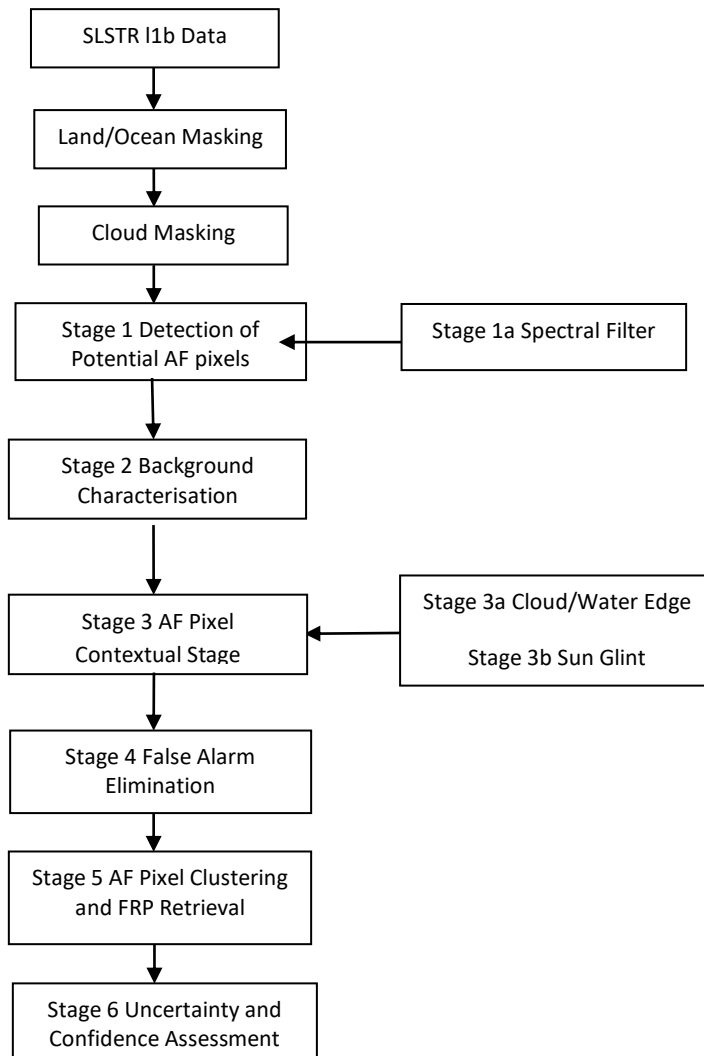 SLSTR l1b Data
Land/Ocean Masking
Cloud Masking
Stage 1 Detection of
Potential AF pixels
Stage 1a Spectral Filter
Stage 2 Background
Characterisation
Stage 3 AF Pixel
Contextual Stage
Stage 3a Cloud/Water Edge
Stage 3b Sun Glint
Stage 4 False Alarm
Elimination
Stage 5 AF Pixel Clustering
and FRP Retrieval
Stage 6 Uncertainty and
Confidence Assessment